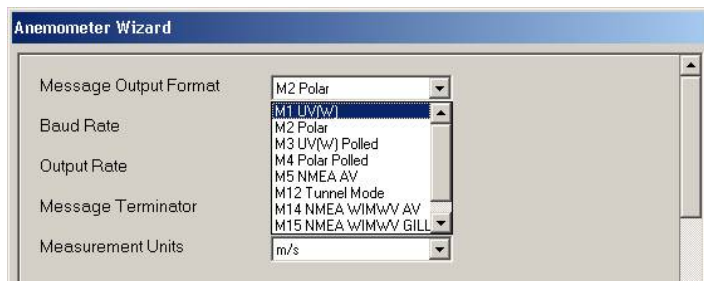 Anemometer Wizard
Message Output Format
M2 Polar
M1 UV(W)
Baud Rate
M2 Polar
M3 UV(W) Polled
Output Rate
M4 Polar Polled
M5 NMEA AV
M12 Tunnel Mode
Message Terminator
M14 NMEA WIMWV AV
M15 NMEA WIMWV GILL
Measurement Units
m/s